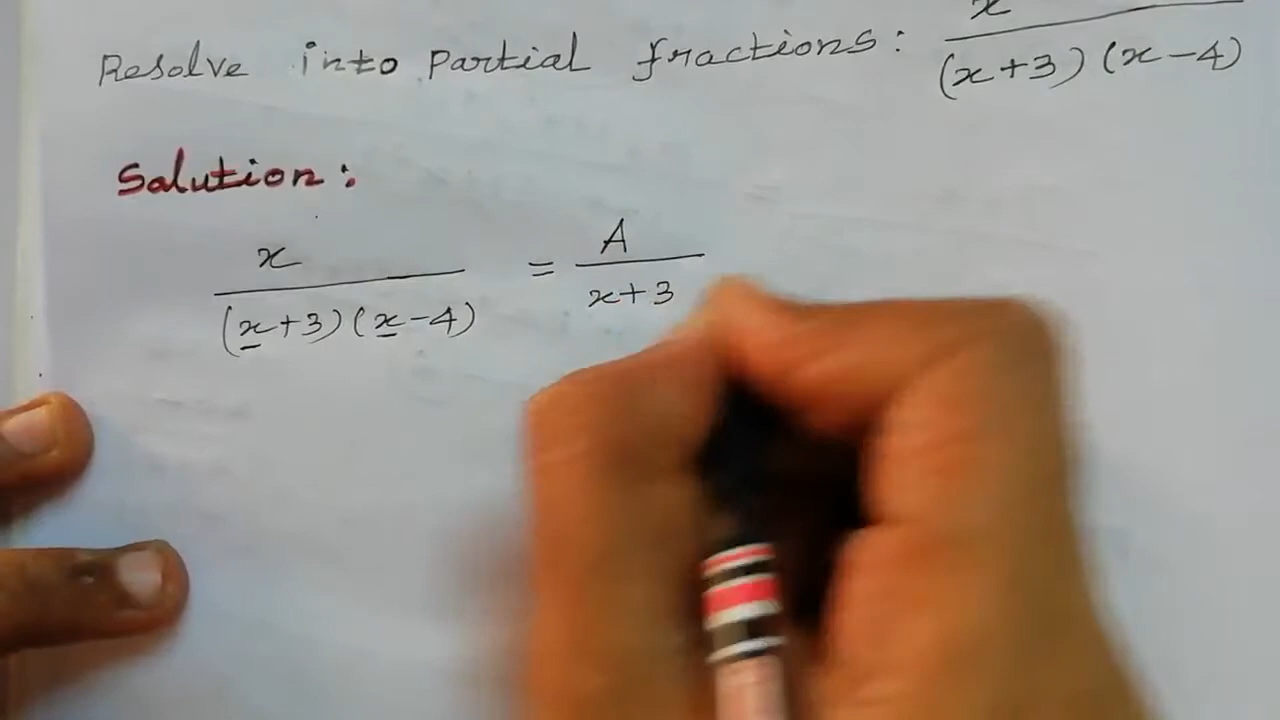 Resolve into Partial fractions: x / (x+3)(x-4)
Solution:
x / (x+3)(x-4) = A / x+3